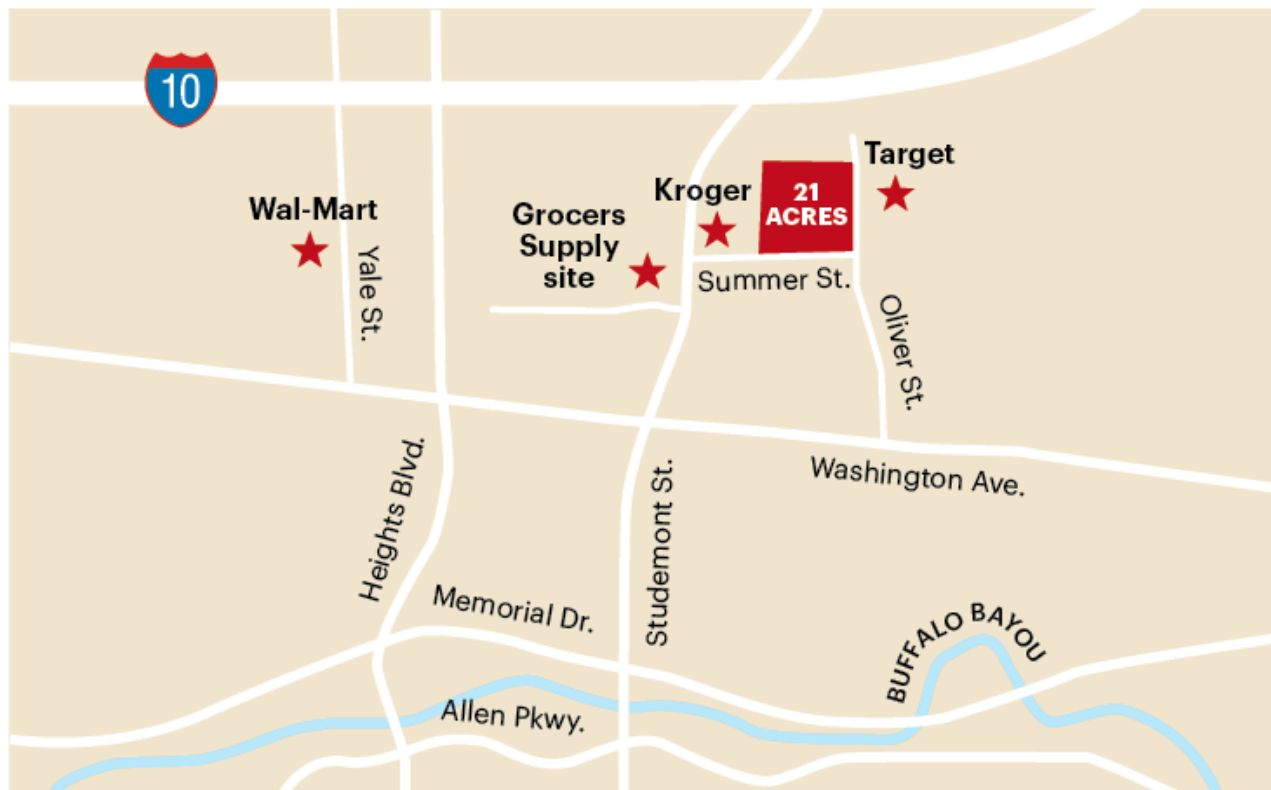 10
Target
Kroger
21
ACRES
Wal-Mart
Grocers
Supply
site
Yale St.
Summer St.
Oliver St.
Heights Blvd.
Washington Ave.
Studemont St.
Memorial Dr.
BUFFALO BAYOU
Allen Pkwy.